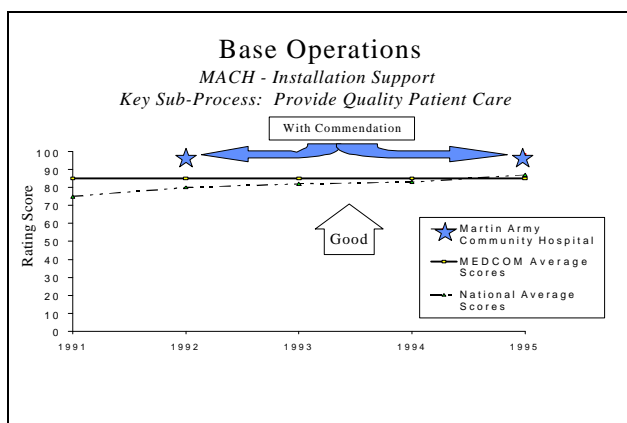 Base Operations
MACH - Installation Support
Key Sub-Process: Provide Quality Patient Care
With Commendation
100
90
80
70
60
50
40
30
20
10
0
Rating Score
Good
Martin Army
Community Hospital
MEDCOM Average
Scores
National Average
Scores
1991
1992
1993
1994
1995